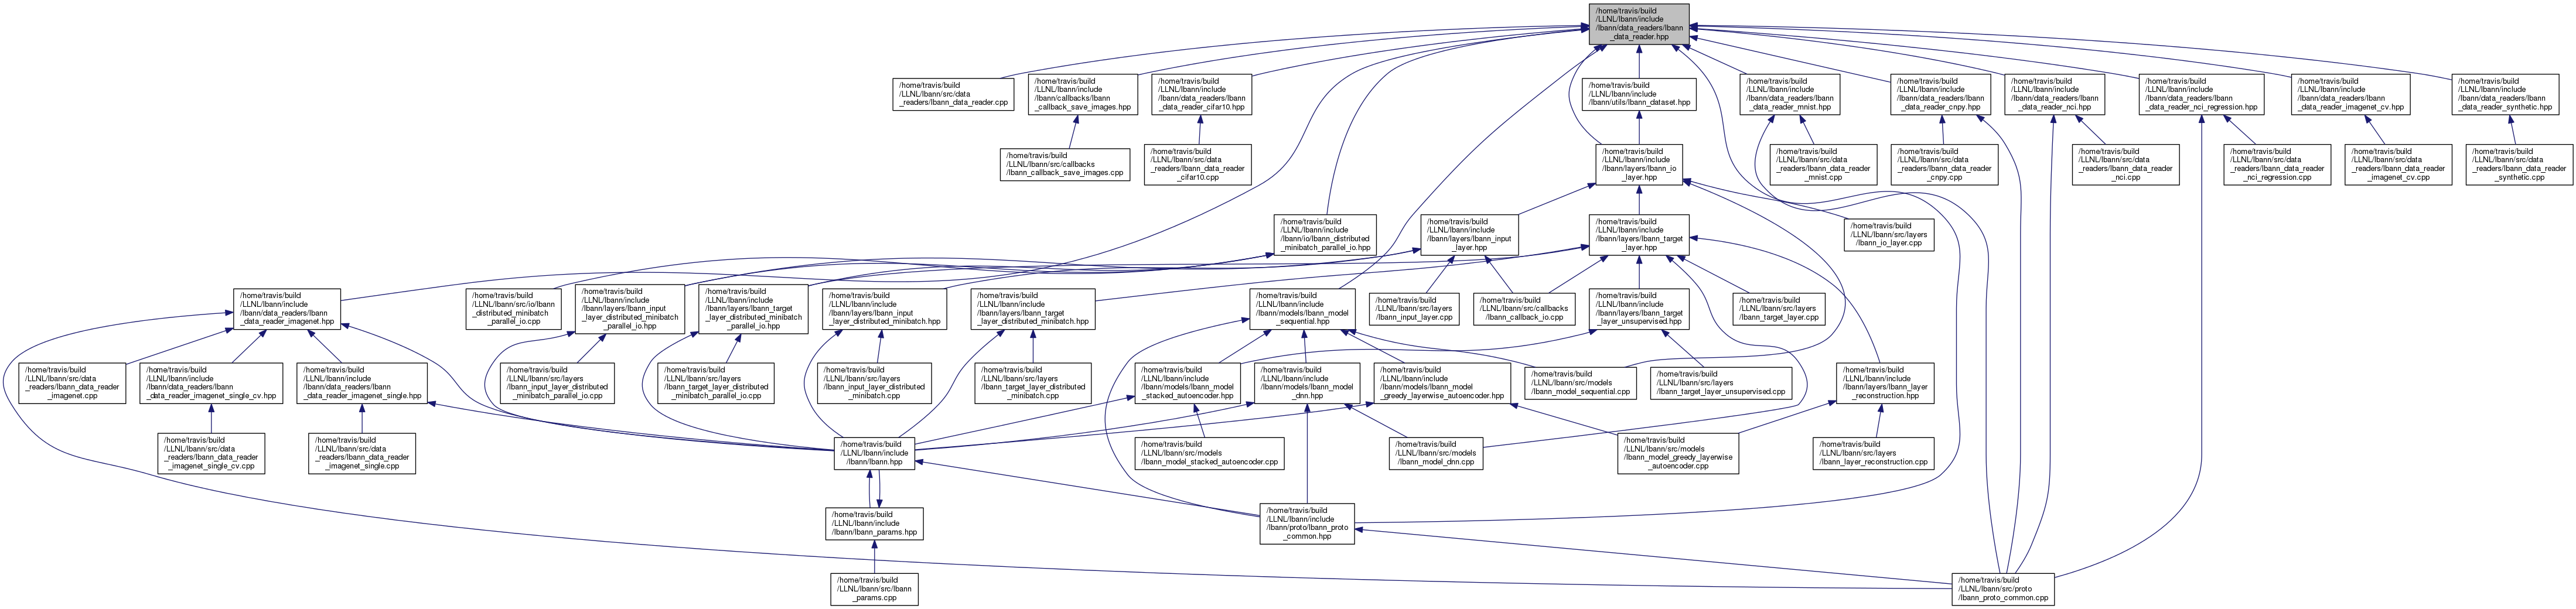 /home/travis/build
/LLNL/lbann/include
/lbann/data_readers/lbann
_data_reader.hpp
/home/travis/build
/LLNL/lbann/src/data
_readers/lbann_data_reader.cpp
/home/travis/build
/LLNL/lbann/include
/lbann/callbacks/lbann
_callback_save_images.hpp
/home/travis/build
/LLNL/lbann/include
/lbann/data_readers/lbann
_data_reader_cifar10.hpp
/home/travis/build
/LLNL/lbann/include
/lbann/utils/lbann_dataset.hpp
/home/travis/build
/LLNL/lbann/include
/lbann/data_readers/lbann
_data_reader_mnist.hpp
/home/travis/build
/LLNL/lbann/include
/lbann/data_readers/lbann
_data_reader_cnpy.hpp
/home/travis/build
/LLNL/lbann/include
/lbann/data_readers/lbann
_data_reader_nci.hpp
/home/travis/build
/LLNL/lbann/include
/lbann/data_readers/lbann
_data_reader_nci_regression.hpp
/home/travis/build
/LLNL/lbann/include
/lbann/data_readers/lbann
_data_reader_imagenet_cv.hpp
/home/travis/build
/LLNL/lbann/include
/lbann/data_readers/lbann
_data_reader_synthetic.hpp
/home/travis/build
/LLNL/lbann/src/callbacks
/lbann_callback_save_images.cpp
/home/travis/build
/LLNL/lbann/src/data
_readers/lbann_data_reader
_cifar10.cpp
/home/travis/build
/LLNL/lbann/include
/lbann/layers/lbann_io
_layer.hpp
/home/travis/build
/LLNL/lbann/src/data
_readers/lbann_data_reader
_mnist.cpp
/home/travis/build
/LLNL/lbann/src/data
_readers/lbann_data_reader
_cnpy.cpp
/home/travis/build
/LLNL/lbann/src/data
_readers/lbann_data_reader
_nci.cpp
/home/travis/build
/LLNL/lbann/src/data
_readers/lbann_data_reader
_nci_regression.cpp
/home/travis/build
/LLNL/lbann/src/data
_readers/lbann_data_reader
_imagenet_cv.cpp
/home/travis/build
/LLNL/lbann/src/data
_readers/lbann_data_reader
_synthetic.cpp
/home/travis/build
/LLNL/lbann/include
/lbann/io/lbann_distributed
_minibatch_parallel_io.hpp
/home/travis/build
/LLNL/lbann/include
/lbann/layers/lbann_input
_layer.hpp
/home/travis/build
/LLNL/lbann/include
/lbann/layers/lbann_target
_layer.hpp
/home/travis/build
/LLNL/lbann/src/layers
/lbann_io_layer.cpp
/home/travis/build
/LLNL/lbann/include
/lbann/data_readers/lbann
_data_reader_imagenet.hpp
/home/travis/build
/LLNL/lbann/src/io/lbann
_distributed_minibatch
_parallel_io.cpp
/home/travis/build
/LLNL/lbann/include
/lbann/layers/lbann_input
_layer_distributed_minibatch
_parallel_io.hpp
/home/travis/build
/LLNL/lbann/include
/lbann/layers/lbann_target
_layer_distributed_minibatch
_parallel_io.hpp
/home/travis/build
/LLNL/lbann/include
/lbann/layers/lbann_input
_layer_distributed_minibatch.hpp
/home/travis/build
/LLNL/lbann/include
/lbann/layers/lbann_target
_layer_distributed_minibatch.hpp
/home/travis/build
/LLNL/lbann/include
/lbann/models/lbann_model
_sequential.hpp
/home/travis/build
/LLNL/lbann/src/layers
/lbann_input_layer.cpp
/home/travis/build
/LLNL/lbann/src/callbacks
/lbann_callback_io.cpp
/home/travis/build
/LLNL/lbann/include
/lbann/layers/lbann_target
_layer_unsupervised.hpp
/home/travis/build
/LLNL/lbann/src/layers
/lbann_target_layer.cpp
/home/travis/build
/LLNL/lbann/src/data
_readers/lbann_data_reader
_imagenet.cpp
/home/travis/build
/LLNL/lbann/include
/lbann/data_readers/lbann
_data_reader_imagenet_single_cv.hpp
/home/travis/build
/LLNL/lbann/include
/lbann/data_readers/lbann
_data_reader_imagenet_single.hpp
/home/travis/build
/LLNL/lbann/src/layers
/lbann_input_layer_distributed
_minibatch_parallel_io.cpp
/home/travis/build
/LLNL/lbann/src/layers
/lbann_target_layer_distributed
_minibatch_parallel_io.cpp
/home/travis/build
/LLNL/lbann/src/layers
/lbann_input_layer_distributed
_minibatch.cpp
/home/travis/build
/LLNL/lbann/src/layers
/lbann_target_layer_distributed
_minibatch.cpp
/home/travis/build
/LLNL/lbann/include
/lbann/models/lbann_model
_stacked_autoencoder.hpp
/home/travis/build
/LLNL/lbann/include
/lbann/models/lbann_model
_dnn.hpp
/home/travis/build
/LLNL/lbann/include
/lbann/models/lbann_model
_greedy_layerwise_autoencoder.hpp
/home/travis/build
/LLNL/lbann/src/models
/lbann_model_sequential.cpp
/home/travis/build
/LLNL/lbann/src/layers
/lbann_target_layer_unsupervised.cpp
/home/travis/build
/LLNL/lbann/include
/lbann/layers/lbann_layer
_reconstruction.hpp
/home/travis/build
/LLNL/lbann/src/data
_readers/lbann_data_reader
_imagenet_single_cv.cpp
/home/travis/build
/LLNL/lbann/src/data
_readers/lbann_data_reader
_imagenet_single.cpp
/home/travis/build
/LLNL/lbann/include
/lbann/lbann.hpp
/home/travis/build
/LLNL/lbann/src/models
/lbann_model_stacked_autoencoder.cpp
/home/travis/build
/LLNL/lbann/src/models
/lbann_model_dnn.cpp
/home/travis/build
/LLNL/lbann/src/models
/lbann_model_greedy_layerwise
_autoencoder.cpp
/home/travis/build
/LLNL/lbann/src/layers
/lbann_layer_reconstruction.cpp
/home/travis/build
/LLNL/lbann/include
/lbann/lbann_params.hpp
/home/travis/build
/LLNL/lbann/include
/lbann/proto/lbann_proto
_common.hpp
/home/travis/build
/LLNL/lbann/src/lbann
_params.cpp
/home/travis/build
/LLNL/lbann/src/proto
/lbann_proto_common.cpp